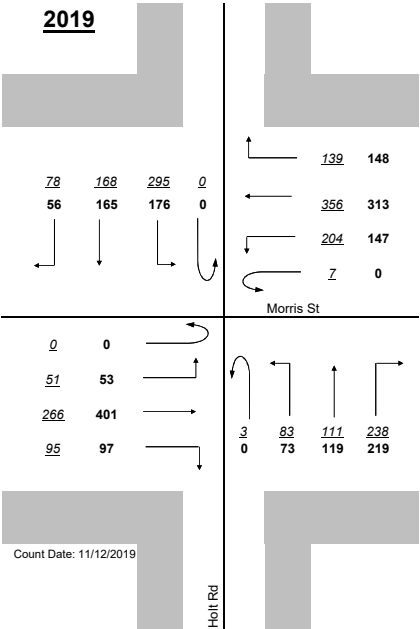 2019
139 148
78 168 295 0
56 165 176 0
356 313
204 147
7 0
Morris St
0 0
51 53
266 401
95 97
3 83 111 238
0 73 119 219
Count Date: 11/12/2019
Holt Rd